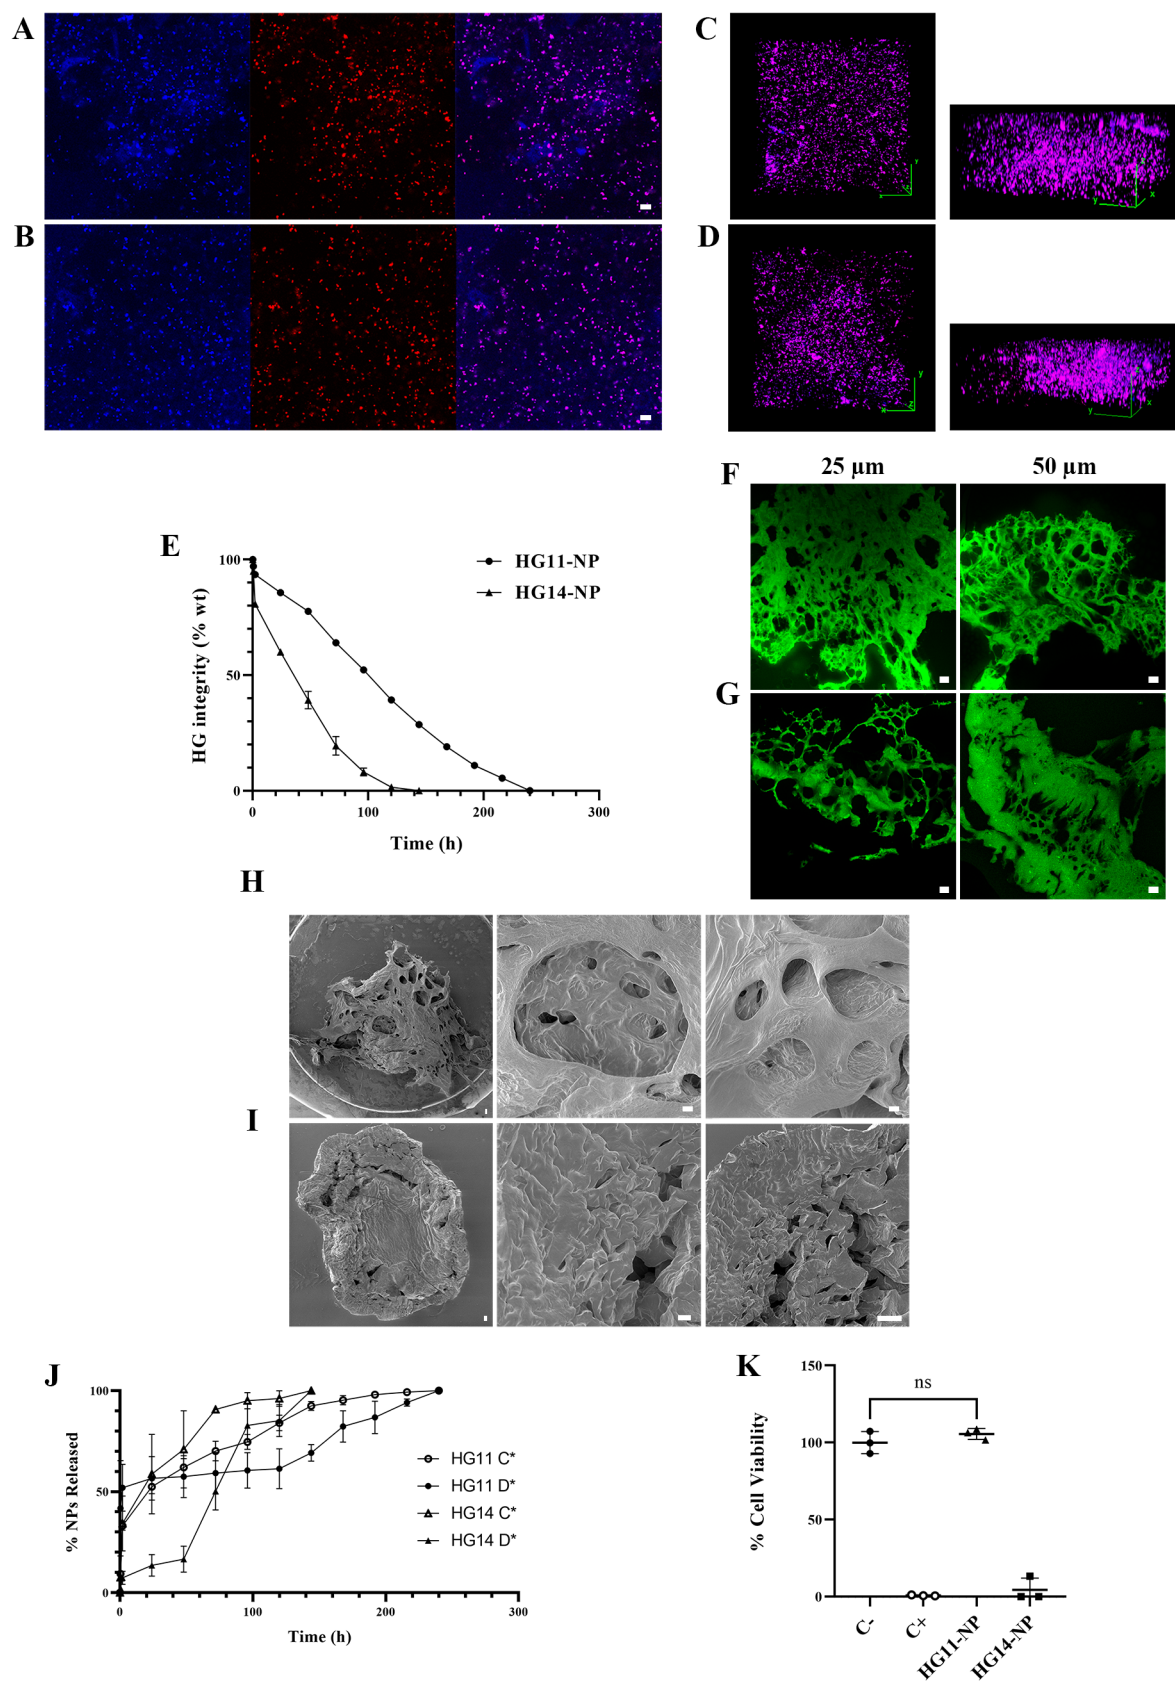 A
B
C
Y
X
Z
X
Y
D
Y
X
Z
X
Y
E
100
50
0
0
100
200
300
HG integrity (% wt)
Time (h)
HG11-NP
HG14-NP
F
25 μm
50 μm
G
H
I
J
100
50
0
0
100
200
300
% NPs Released
Time (h)
HG11 C*
HG11 D*
HG14 C*
HG14 D*
K
150
100
50
0
% Cell Viability
ns
C-
C+
HG11-NP
HG14-NP